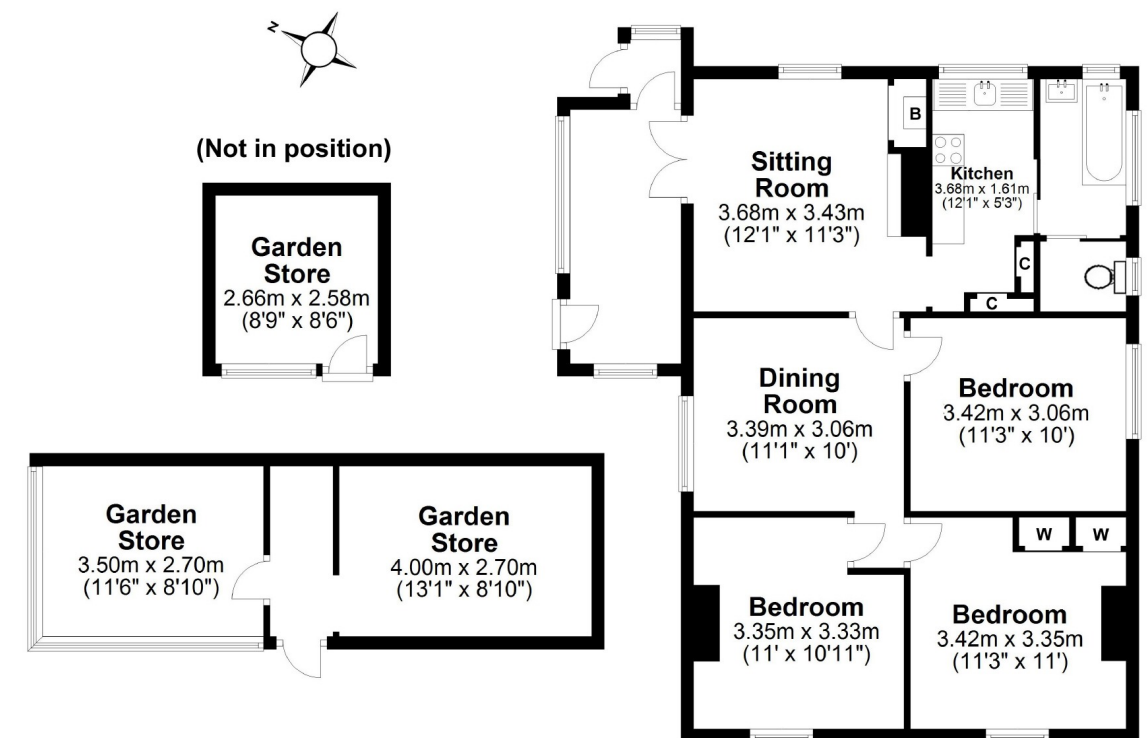 N
(Not in position)
Garden
Store
2.66m x 2.58m
(8'9" x 8'6")
Garden
Store
3.50m x 2.70m
(11'6" x 8'10")
Garden
Store
4.00m x 2.70m
(13'1" x 8'10")
Sitting
Room
3.68m x 3.43m
(12'1" x 11'3")
B
Kitchen
3.68m x 1.61m
(12'1" x 5'3")
C
C
Dining
Room
3.39m x 3.06m
(11'1" x 10')
Bedroom
3.42m x 3.06m
(11'3" x 10')
W
W
Bedroom
3.35m x 3.33m
(11' x 10'11")
Bedroom
3.42m x 3.35m
(11'3" x 11')